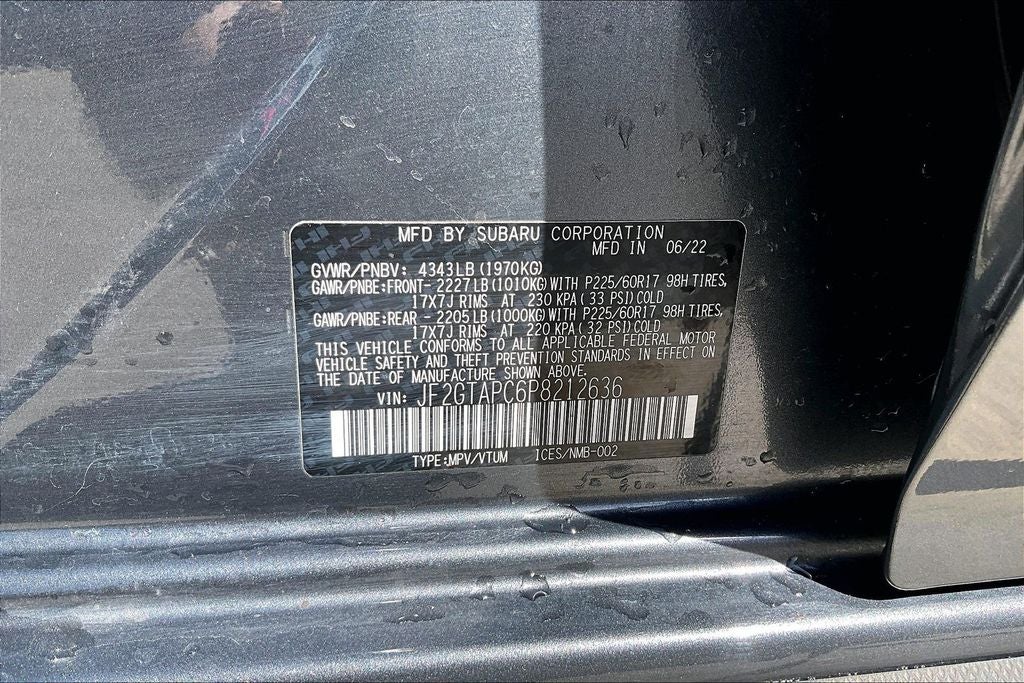 MFD BY SUBARU CORPORATION
MFD IN 06/22
GVWR/PNBV: 4343LB(1970KG)
GAWR/PNBE:FRONT- 2227LB(1010KG)WITH P225/60R17 98H TIRES,
17X7J RIMS AT 230 KPA(33 PSI)COLD
GAWR/PNBE:REAR - 2205LB(1000KG)WITH P225/60R17 98H TIRES,
17X7J RIMS AT 220 KPA(32 PSI)COLD
THIS VEHICLE CONFORMS TO ALL APPLICABLE FEDERAL MOTOR
VEHICLE SAFETY AND THEFT PREVENTION STANDARDS IN EFFECT ON
THE DATE OF MANUFACTURE SHOWN ABOVE.
VIN: JF2GTAPC6P8212636
TYPE:MPV/VTUM 1CES/NMB-002